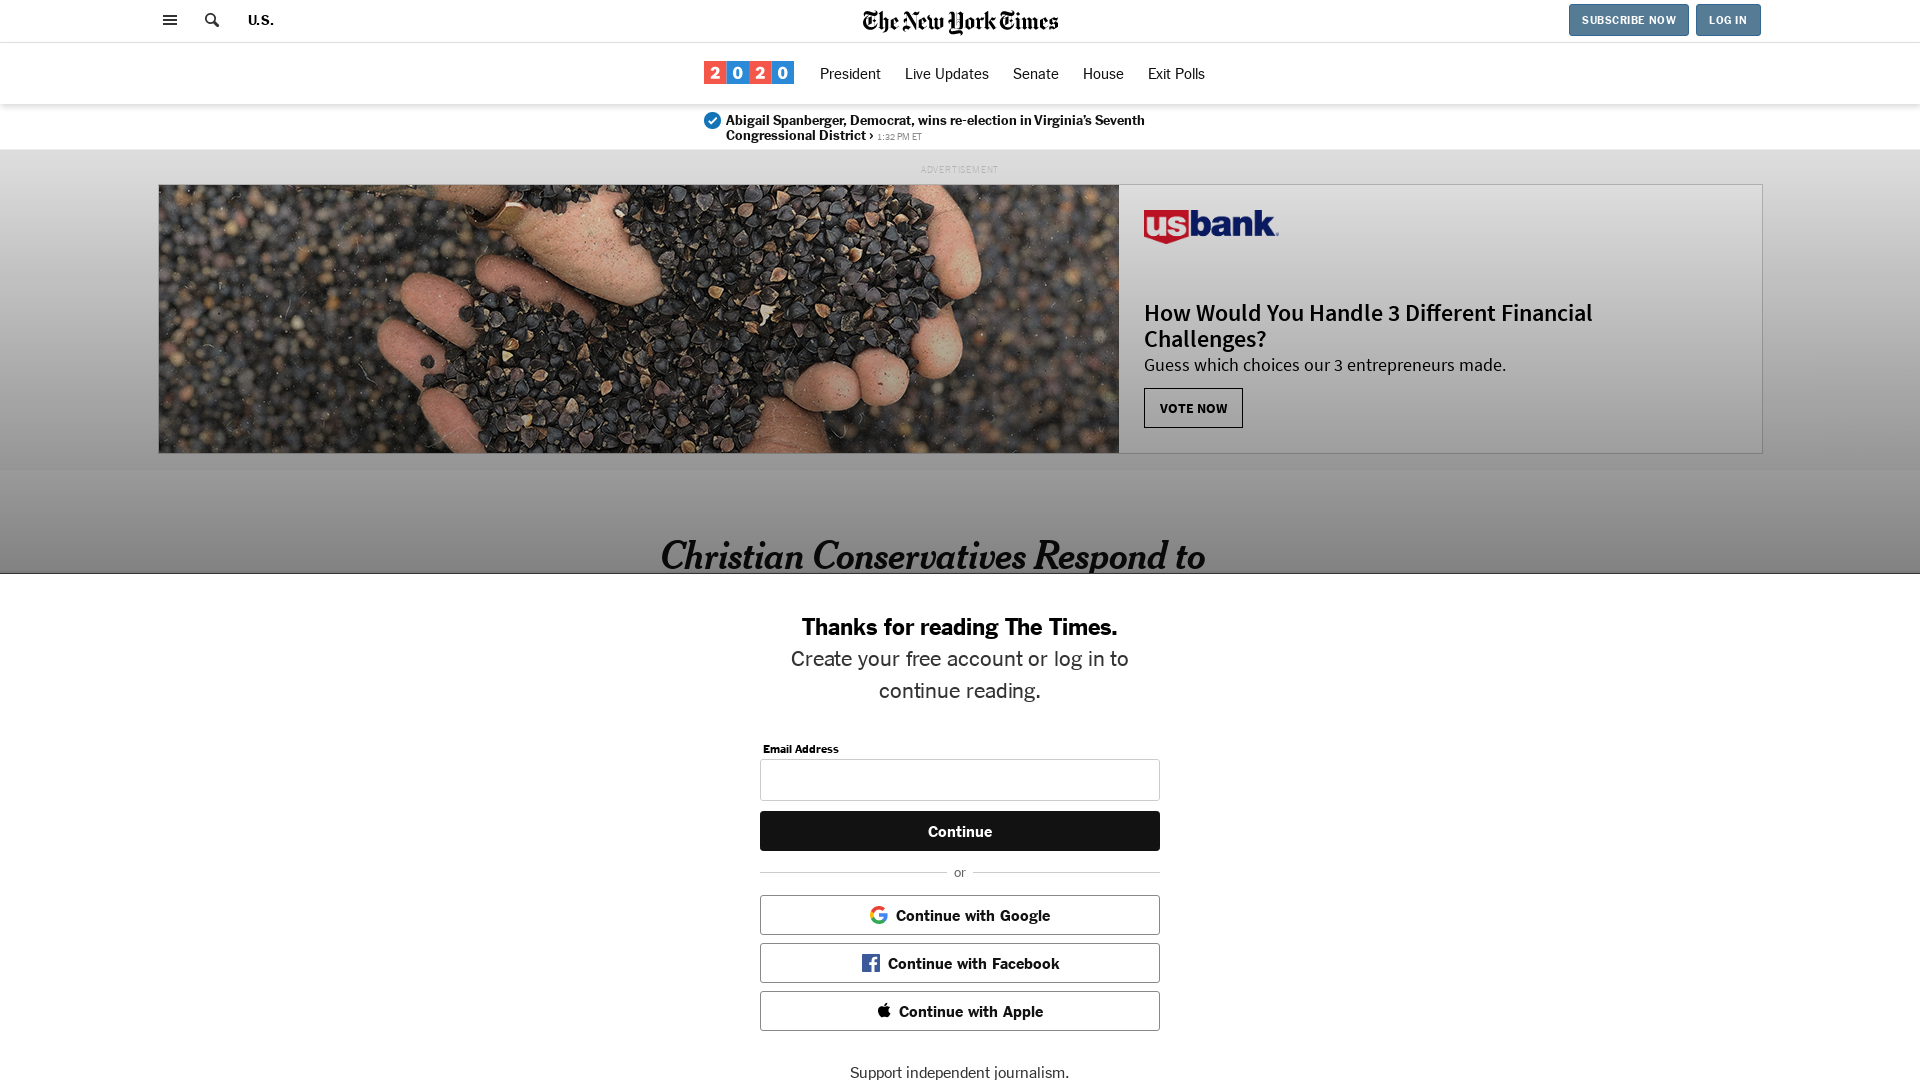 U.S.
The New York Times
SUBSCRIBE NOW
LOG IN
2020
President
Live Updates
Senate
House
Exit Polls
Abigail Spanberger, Democrat, wins re-election in Virginia's Seventh
Congressional District › 1:32 PM ET
ADVERTISEMENT
usbank
How Would You Handle 3 Different Financial
Challenges?
Guess which choices our 3 entrepreneurs made.
VOTE NOW
Christian Conservatives Respond to
Thanks for reading The Times.
Create your free account or log in to
continue reading.
Email Address
Continue
or
Continue with Google
Continue with Facebook
Continue with Apple
Support independent journalism.